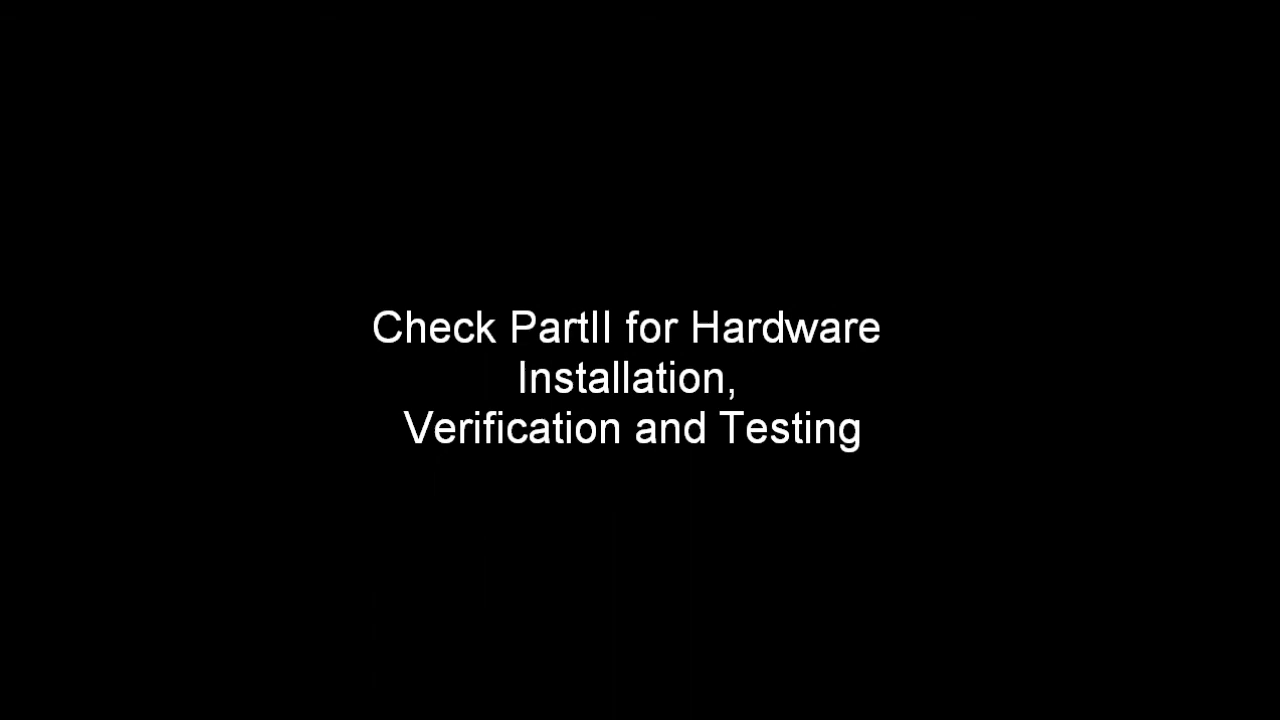 Check PartII for Hardware
Installation,
Verification and Testing